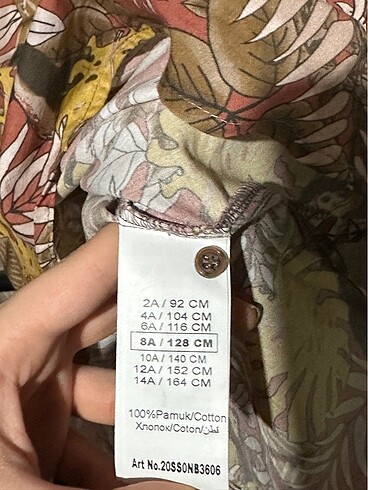 2A / 92 CM
4A / 104 CM
6A / 116 CM
8A / 128 CM
10A / 140 CM
12A / 152 CM
14A / 164 CM
100%Pamuk/Cotton
Хлопок/Coton/قطن
Art No.20SS0NB3606